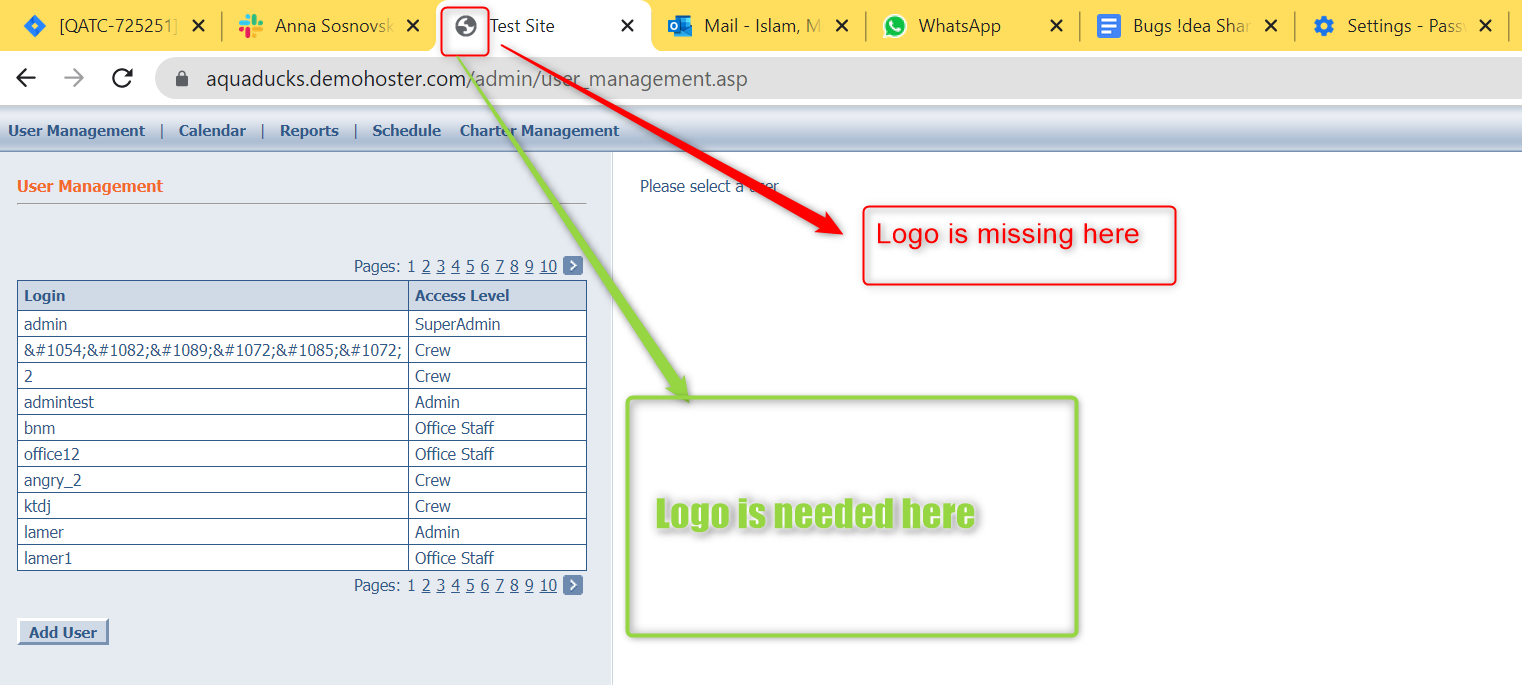 [QATC-725251]
Anna Sosnovsk
Test Site
Mail - Islam, M
WhatsApp
Bugs !dea Shar
Settings - Passw
aquaducks.demohoster.com/admin/user_management.asp
User Management | Calendar | Reports | Schedule Charter Management
User Management
Please select a user
Logo is missing here
Pages: 1 2 3 4 5 6 7 8 9 10
Login Access Level
admin SuperAdmin
&#1054;&#1082;&#1089;&#1072;&#1085;&#1072; Crew
2 Crew
admintest Admin
bnm Office Staff
office12 Office Staff
angry_2 Crew
ktdj Crew
lamer Admin
lamer1 Office Staff
Logo is needed here
Pages: 1 2 3 4 5 6 7 8 9 10
Add User